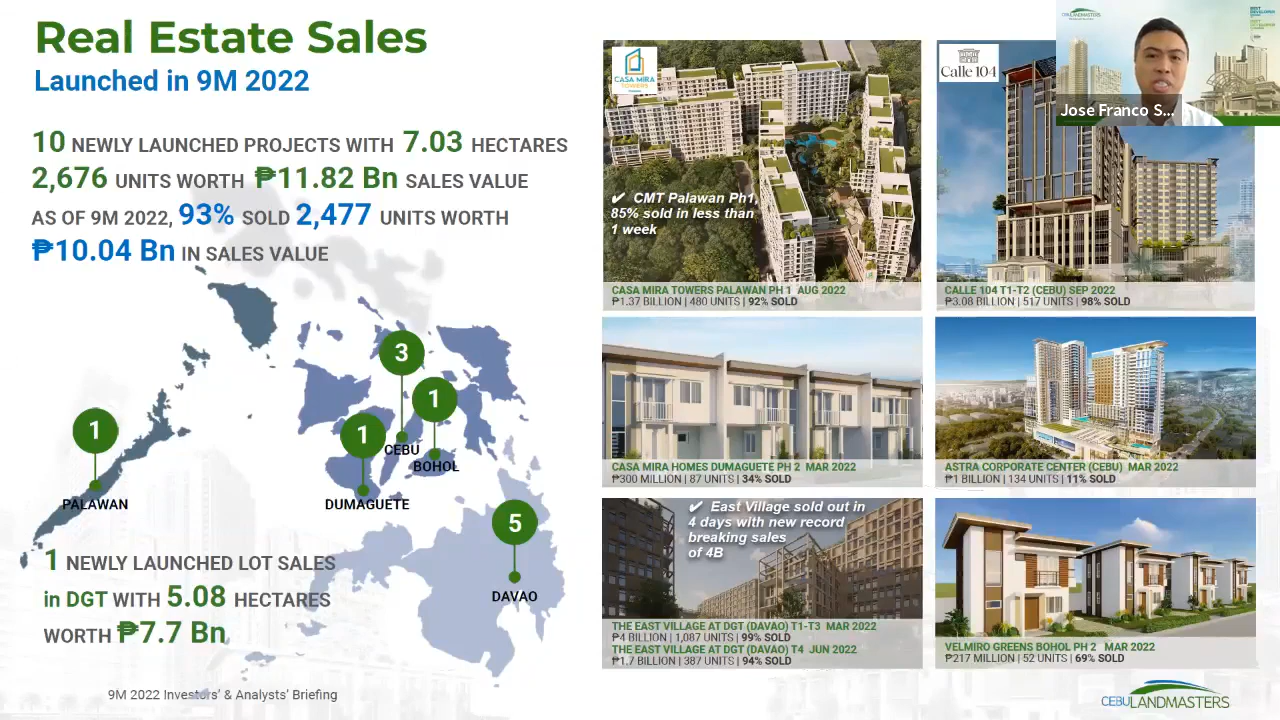 Real Estate Sales
Launched in 9M 2022
10 NEWLY LAUNCHED PROJECTS WITH 7.03 HECTARES
2,676 UNITS WORTH ₱11.82 Bn SALES VALUE
AS OF 9M 2022, 93% SOLD 2,477 UNITS WORTH
₱10.04 Bn IN SALES VALUE
3
1
1
1
CEBU
BOHOL
PALAWAN
DUMAGUETE
5
DAVAO
1 NEWLY LAUNCHED LOT SALES
in DGT WITH 5.08 HECTARES
WORTH ₱7.7 Bn
9M 2022 Investors' & Analysts' Briefing
CASA MIRA
TOWERS
✔ CMT Palawan Ph1,
85% sold in less than
1 week
CASA MIRA TOWERS PALAWAN PH 1 AUG 2022
₱1.37 BILLION | 480 UNITS | 92% SOLD
Calle 104
Jose Franco S...
CALLE 104 T1-T2 (CEBU) SEP 2022
₱3.08 BILLION | 517 UNITS | 98% SOLD
CASA MIRA HOMES DUMAGUETE PH 2 MAR 2022
₱300 MILLION | 87 UNITS | 34% SOLD
ASTRA CORPORATE CENTER (CEBU) MAR 2022
₱1 BILLION | 134 UNITS | 11% SOLD
✔ East Village sold out in
4 days with new record
breaking sales
of 4B
THE EAST VILLAGE AT DGT (DAVAO) T1-T3 MAR 2022
₱4 BILLION | 1,087 UNITS | 99% SOLD
THE EAST VILLAGE AT DGT (DAVAO) T4 JUN 2022
₱1.7 BILLION | 387 UNITS | 94% SOLD
VELMIRO GREENS BOHOL PH 2 MAR 2022
₱217 MILLION | 52 UNITS | 69% SOLD
CEBU LANDMASTERS